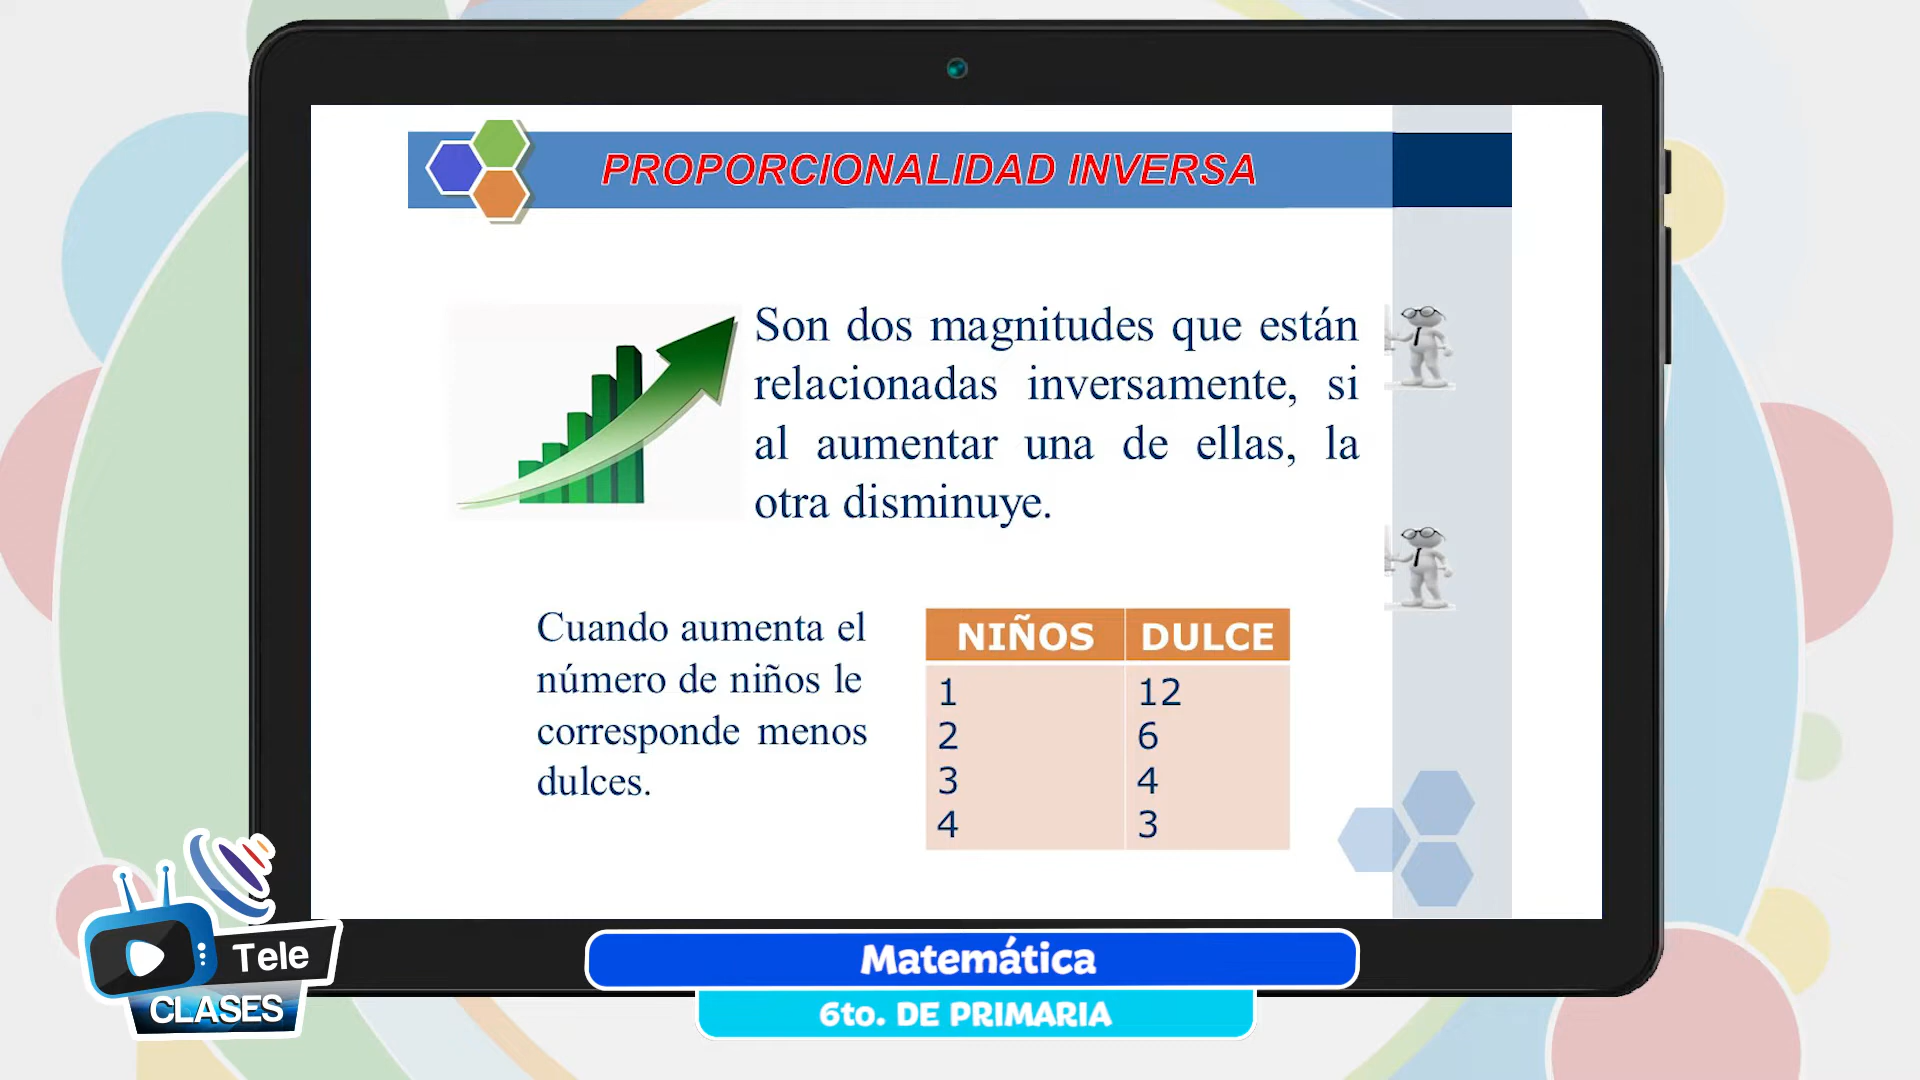 PROPORCIONALIDAD INVERSA
Son dos magnitudes que están
relacionadas inversamente, si
al aumentar una de ellas, la
otra disminuye.
Cuando aumenta el
número de niños le
corresponde menos
dulces.
NIÑOS DULCE
1 12
2 6
3 4
4 3
Tele
CLASES
Matemática
6to. DE PRIMARIA